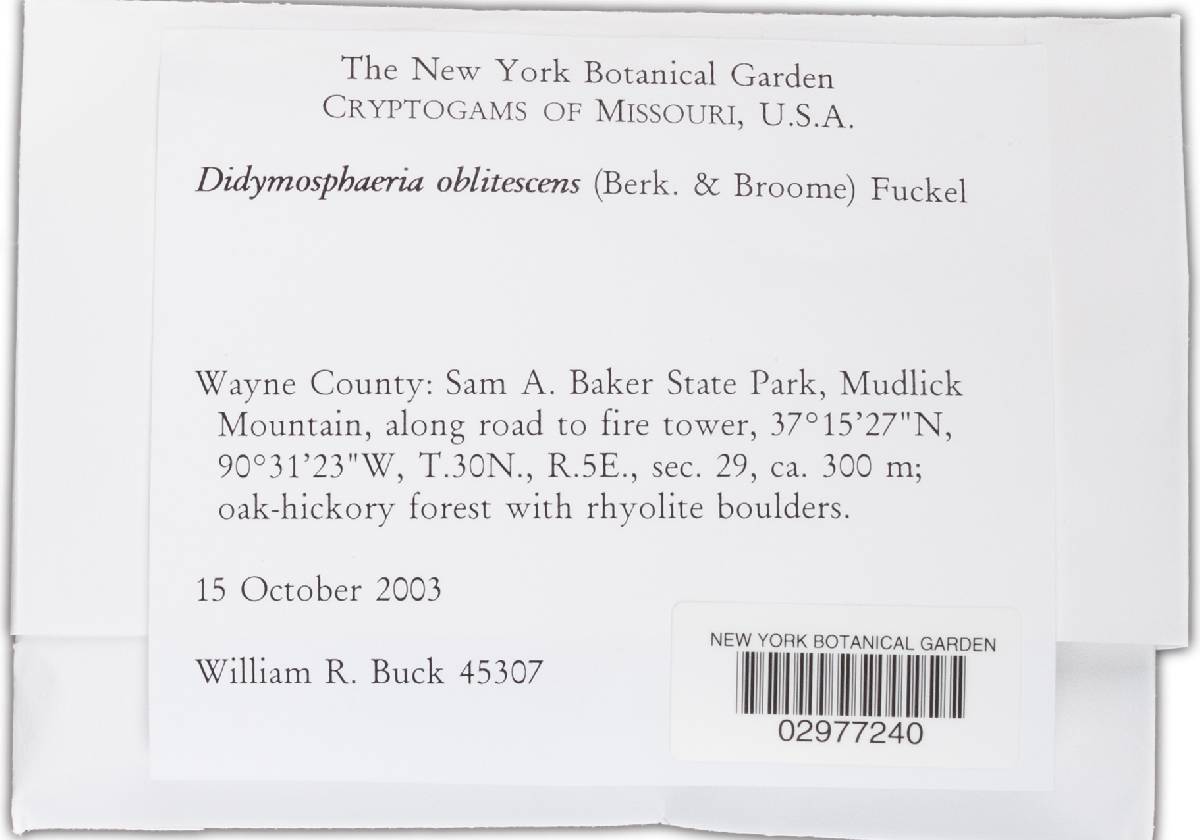 The New York Botanical Garden
CRYPTOGAMS OF MISSOURI, U.S.A.
Didymosphaeria oblitescens (Berk. & Broome) Fuckel
Wayne County: Sam A. Baker State Park, Mudlick
Mountain, along road to fire tower, 37°15’27"N,
90°31’23"W, T.30N., R.5E., sec. 29, ca. 300 m;
oak-hickory forest with rhyolite boulders.
15 October 2003
William R. Buck 45307
NEW YORK BOTANICAL GARDEN
02977240